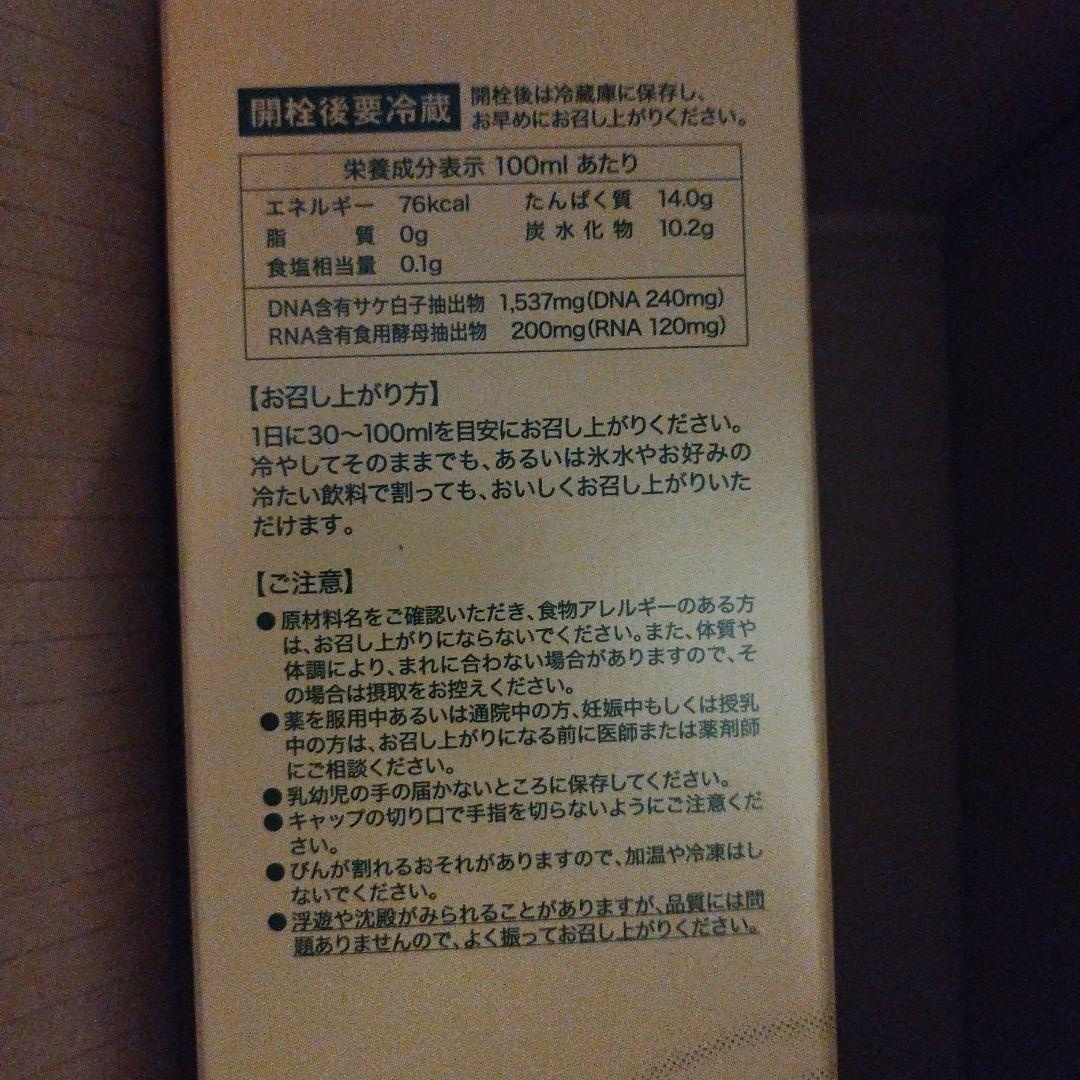 開栓後要冷蔵
開栓後は冷蔵庫に保存し、
お早めにお召し上がりください。
栄養成分表示 100ml あたり
エネルギー 76kcal たんぱく質 14.0g
脂質 0g 炭水化物 10.2g
食塩相当量 0.1g
DNA含有サケ白子抽出物 1,537mg(DNA 240mg)
RNA含有食用酵母抽出物 200mg(RNA 120mg)
【お召し上がり方】
1日に30〜100mlを目安にお召し上がりください。
冷やしてそのままでも、あるいは氷水やお好みの
冷たい飲料で割っても、おいしくお召し上がりいた
だけます。
【ご注意】
●原材料名をご確認いただき、食物アレルギーのある方
は、お召し上がりにならないでください。また、体質や
体調により、まれに合わない場合がありますので、そ
の場合は摂取をお控えください。
●薬を服用中あるいは通院中の方、妊娠中もしくは授乳
中の方は、お召し上がりになる前に医師または薬剤師
にご相談ください。
●乳幼児の手の届かないところに保存してください。
●キャップの切り口で手指を切らないようにご注意くだ
さい。
●びんが割れるおそれがありますので、加温や冷凍はし
ないでください。
●浮遊や沈殿がみられることがありますが、品質には問
題ありませんので、よく振ってお召し上がりください。